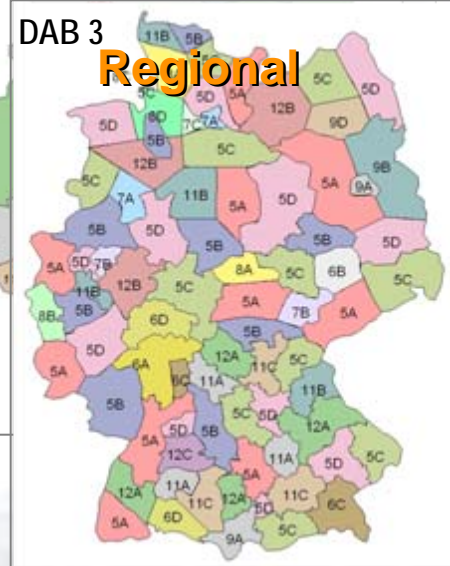 DAB 3
Regional
11B 5B
5C 5C 5D
5D 5A
8D 12B
5D 7C 7A 9D
5B 5C
12B 9B
5C 5A 9A
7A 11B 5A 5D
5B 5D 5B 5B 5D
5A 5D 7B 8A 5C 6B
12B 5C 5C
11B
8B 5B 5A 7B 5A
6D
5D 5B
6A 12A 11C 5C
5A 6C 11A
11B
5B 5C 5D
5D 5B 12A
5A
12C 11A 5D 5C
5A
12A 11A 11C 12A 11C
5D 6C
5A 6D 5C
9A